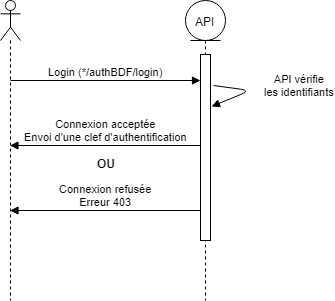 API
Login (*/authBDF/login)
API vérifie
les identifiants
Connexion acceptée
Envoi d'une clef d'authentification
OU
Connexion refusée
Erreur 403